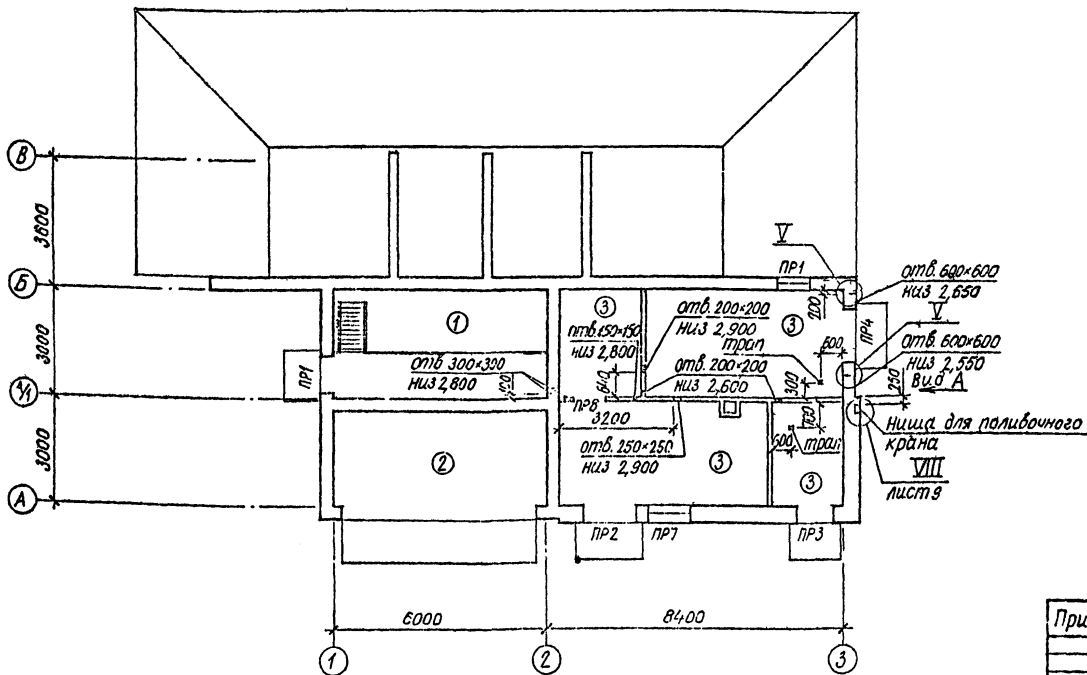 В
3600
Б
3000
А/1
3000
А
1
2
3
3
3
3
ПР1
V
ПР1
200
отв. 600×600
низ 2,650
ПР4
V
отв. 600×600
низ 2,550
Вид А
250
Ниша для поливочного
крана
VIII
лист 9
отв. 200×200
низ 2,900
трап
600
300
отв. 150×150
низ 2,800
640
отв. 200×200
низ 2,600
отв 300×300
низ 2,800
ПР8
3200
отв. 250×250
низ 2,900
600
трап
ПР2
ПР7
ПР3
6000
8400
1
2
3
При